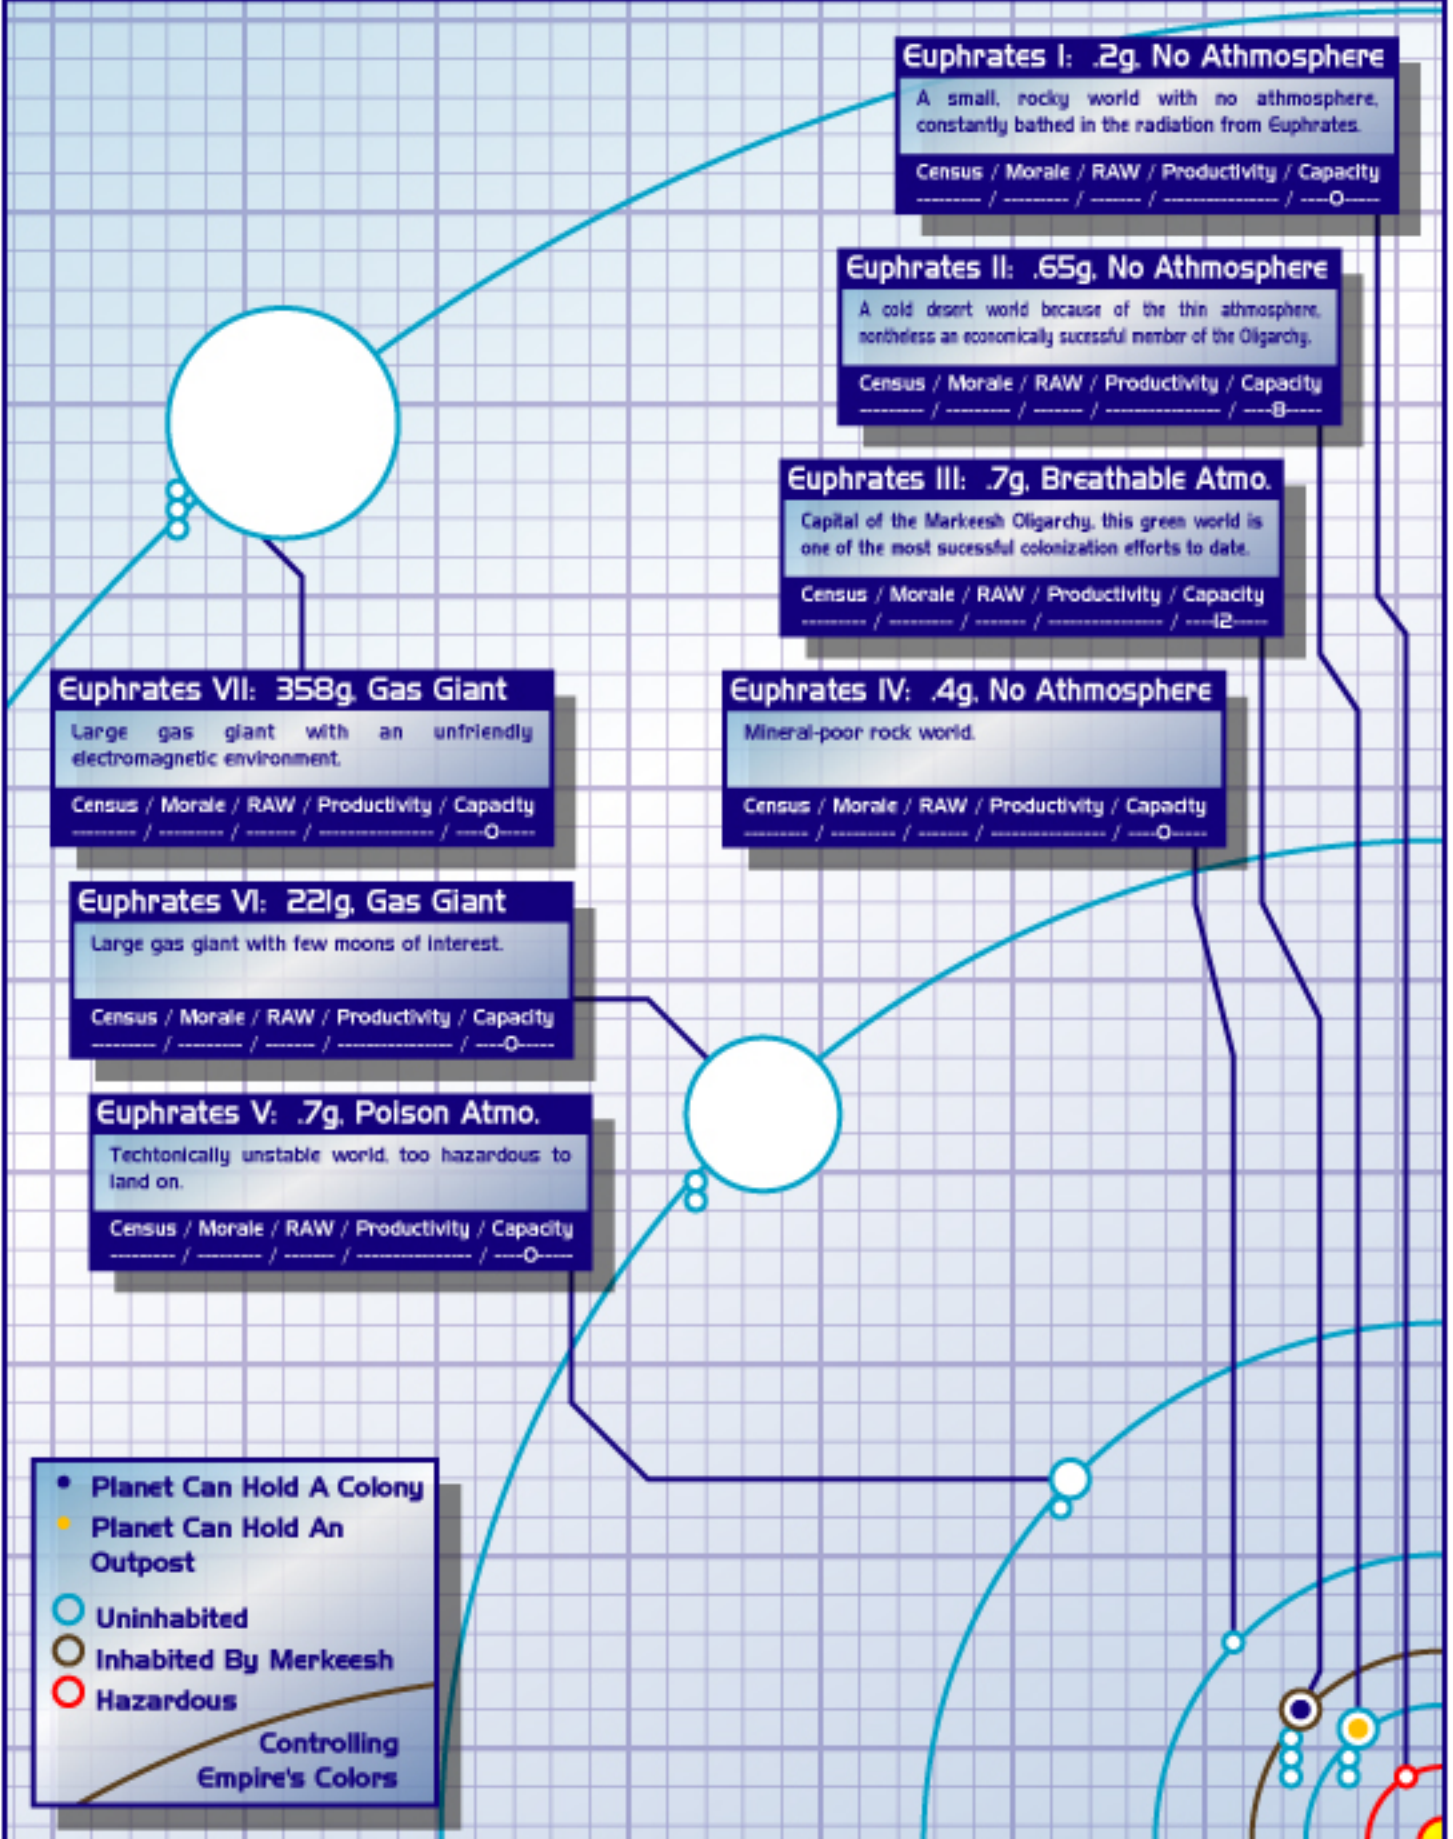 Euphrates I: .2g, No Athmosphere
A small, rocky world with no athmosphere,
constantly bathed in the radiation from Euphrates.
Census / Morale / RAW / Productivity / Capacity
--------- / --------- / ------- / ---------------- / ----0-----
Euphrates II: .65g, No Athmosphere
A cold desert world because of the thin athmosphere,
nontheless an economically sucessful member of the Oligarchy.
Census / Morale / RAW / Productivity / Capacity
--------- / --------- / ------- / ---------------- / ----8-----
Euphrates III: .7g, Breathable Atmo.
Capital of the Markeesh Oligarchy, this green world is
one of the most sucessful colonization efforts to date.
Census / Morale / RAW / Productivity / Capacity
--------- / --------- / ------- / ---------------- / ----12-----
Euphrates IV: .4g, No Athmosphere
Mineral-poor rock world.
Census / Morale / RAW / Productivity / Capacity
--------- / --------- / ------- / ---------------- / ----0-----
Euphrates VII: 358g, Gas Giant
Large gas giant with an unfriendly
electromagnetic environment.
Census / Morale / RAW / Productivity / Capacity
--------- / --------- / ------- / ---------------- / ----0-----
Euphrates VI: 221g, Gas Giant
Large gas giant with few moons of interest.
Census / Morale / RAW / Productivity / Capacity
--------- / --------- / ------- / ---------------- / ----0-----
Euphrates V: .7g, Poison Atmo.
Techtonically unstable world, too hazardous to
land on.
Census / Morale / RAW / Productivity / Capacity
--------- / --------- / ------- / ---------------- / ----0-----
Planet Can Hold A Colony
Planet Can Hold An
Outpost
Uninhabited
Inhabited By Merkeesh
Hazardous
Controlling
Empire's Colors